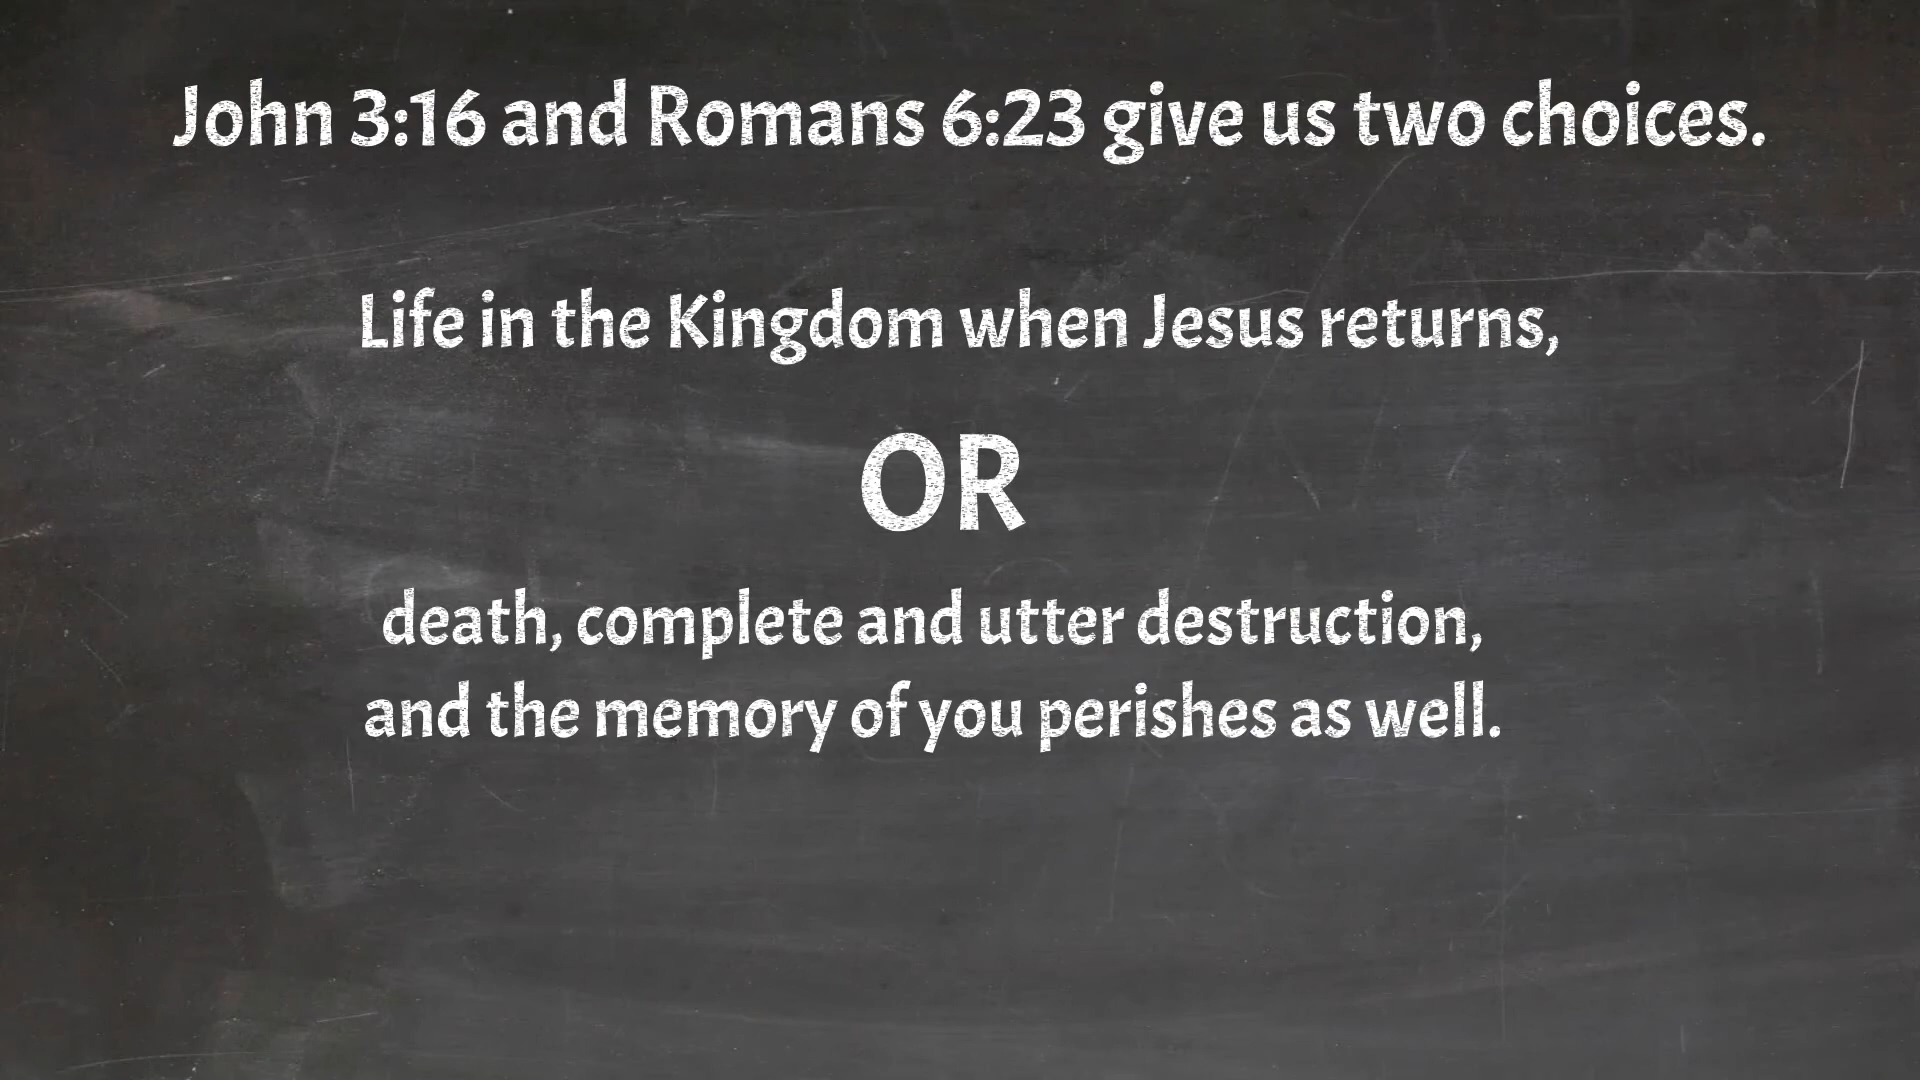 John 3:16 and Romans 6:23 give us two choices.
Life in the Kingdom when Jesus returns,
OR
death, complete and utter destruction,
and the memory of you perishes as well.